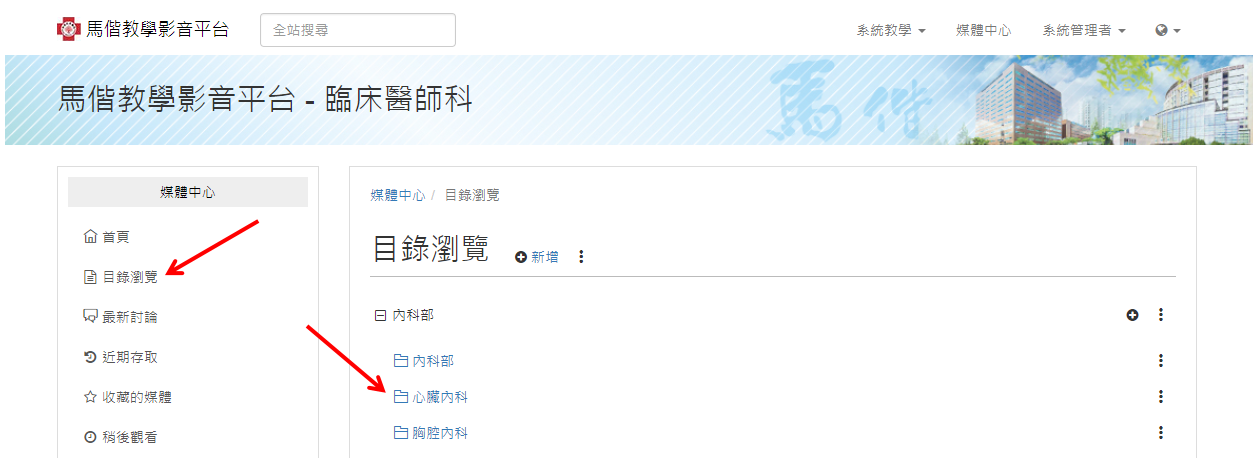 馬偕教學影音平台 全站搜尋 系統教學 媒體中心 系統管理者
馬偕教學影音平台 - 臨床醫師科 馬偕
媒體中心
首頁
目錄瀏覽
最新討論
近期存取
收藏的媒體
稍後觀看
媒體中心 / 目錄瀏覽
目錄瀏覽 新增
內科部
內科部
心臟內科
胸腔內科